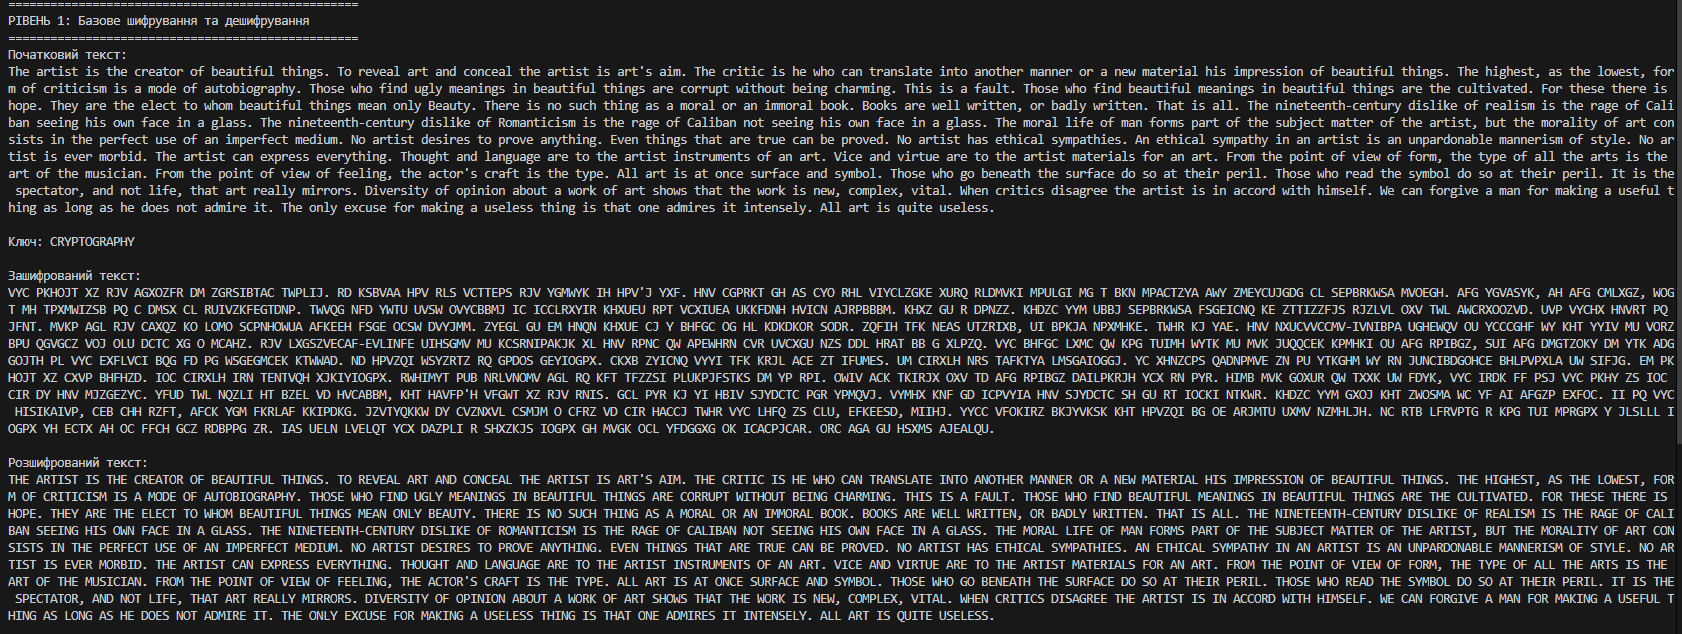 ==================================================
РІВЕНЬ 1: Базове шифрування та дешифрування
==================================================
Початковий текст:
The artist is the creator of beautiful things. To reveal art and conceal the artist is art's aim. The critic is he who can translate into another manner or a new material his impression of beautiful things. The highest, as the lowest, for
m of criticism is a mode of autobiography. Those who find ugly meanings in beautiful things are corrupt without being charming. This is a fault. Those who find beautiful meanings in beautiful things are the cultivated. For these there is
hope. They are the elect to whom beautiful things mean only Beauty. There is no such thing as a moral or an immoral book. Books are well written, or badly written. That is all. The nineteenth-century dislike of realism is the rage of Cali
ban seeing his own face in a glass. The nineteenth-century dislike of Romanticism is the rage of Caliban not seeing his own face in a glass. The moral life of man forms part of the subject matter of the artist, but the morality of art con
sists in the perfect use of an imperfect medium. No artist desires to prove anything. Even things that are true can be proved. No artist has ethical sympathies. An ethical sympathy in an artist is an unpardonable mannerism of style. No ar
tist is ever morbid. The artist can express everything. Thought and language are to the artist instruments of an art. Vice and virtue are to the artist materials for an art. From the point of view of form, the type of all the arts is the
art of the musician. From the point of view of feeling, the actor's craft is the type. All art is at once surface and symbol. Those who go beneath the surface do so at their peril. Those who read the symbol do so at their peril. It is the
spectator, and not life, that art really mirrors. Diversity of opinion about a work of art shows that the work is new, complex, vital. When critics disagree the artist is in accord with himself. We can forgive a man for making a useful t
hing as long as he does not admire it. The only excuse for making a useless thing is that one admires it intensely. All art is quite useless.
Ключ: CRYPTOGRAPHY
Зашифрований текст:
VYC PKHOJT XZ RJV AGXOZFR DM ZGRSIBTAC TWPLIJ. RD KSBVAA HPV RLS VCTTEPS RJV YGMWYK IH HPV'J YXF. HNV CGPRKT GH AS CYO RHL VIYCLZGKE XURQ RLDMVKI MPULGI MG T BKN MPACTZYA AWY ZMEYCUJGDG CL SEPBRKWSA MVOEGH. AFG YGVASYK, AH AFG CMLXGZ, WOG
T MH TPXMWIZSB PQ C DMSX CL RUIVZKFEGTDNP. TWVQG NFD YWTU UVSW OVYCBBMJ IC ICCLRXYIR KHXUEU RPT VCXIUEA UKKFDNH HVICN AJRPBBBM. KHXZ GU R DPNZZ. KHDZC YYM UBBJ SEPBRKWSA FSGEICNQ KE ZTTIZZFJS RJZLVL OXV TWL AWCRXOOZVD. UVP VYCHX HNVRT PQ
JFNT. MVKP AGL RJV CAXQZ KO LOMO SCPNHOWUA AFKEEH FSGE OCSW DVYJMM. ZYEGL GU EM HNQN KHXUE CJ Y BHFGC OG HL KDKDKOR SODR. ZQFIH TFK NEAS UTZRIXB, UI BPKJA NPXMHKE. TWHR KJ YAE. HNV NXUCVVCCMV-IVNIBPA UGHEWQV OU YCCCGHF WY KHT YYIV MU VORZ
BPU QGVGCZ VOJ OLU DCTC XG O MCAHZ. RJV LXGSZVECAF-EVLINFE UIHSGMV MU KCSRNIPAKJK XL HNV RPNC QW APEWHRN CVR UVCXGU NZS DDL HRAT BB G XLPZQ. VYC BHFGC LXMC QW KPG TUIMH WYTK MU MVK JUQQCEK KPMHKI OU AFG RPIBGZ, SUI AFG DMGTZOKY DM YTK ADG
GOJTH PL VYC EXFLVCI BQG FD PG WSGEGMCEK KTWWAD. ND HPVZQI WSYZRTZ RQ GPDOS GEYIOGPX. CKXB ZYICNQ VYYI TFK KRJL ACE ZT IFUMES. UM CIRXLH NRS TAFKTYA LMSGAIOGGJ. YC XHNZCPS QADNPMVE ZN PU YTKGHM WY RN JUNCIBDGOHCE BHLPVPXLA UW SIFJG. EM PK
HOJT XZ CXVP BHFHZD. IOC CIRXLH IRN TENTVQH XJKIYIOGPX. RWHIMYT PUB NRLVNOMV AGL RQ KFT TFZZSI PLUKPJFSTKS DM YP RPI. OWIV ACK TKIRJX OXV TD AFG RPIBGZ DAILPKRJH YCX RN PYR. HIMB MVK GOXUR QW TXXK UW FDYK, VYC IRDK FF PSJ VYC PKHY ZS IOC
CIR DY HNV MJZGEZYC. YFUD TWL NQZLI HT BZEL VD HVCABBM, KHT HAVFP'H VFGWT XZ RJV RNIS. GCL PYR KJ YI HBIV SJYDCTC PGR YPMQVJ. VYMHX KNF GD ICPVYIA HNV SJYDCTC SH GU RT IOCKI NTKWR. KHDZC YYM GXOJ KHT ZWOSMA WC YF AI AFGZP EXFOC. II PQ VYC
HISIKAIVP, CEB CHH RZFT, AFCK YGM FKRLAF KKIPDKG. JZVTYQKKW DY CVZNXVL CSMJM O CFRZ VD CIR HACCJ TWHR VYC LHFQ ZS CLU, EFKEESD, MIIHJ. YYCC VFOKIRZ BKJYVKSK KHT HPVZQI BG OE ARJMTU UXMV NZMHLJH. NC RTB LFRVPTG R KPG TUI MPRGPX Y JLSLLL I
OGPX YH ECTX AH OC FFCH GCZ RDBPPG ZR. IAS UELN LVELQT YCX DAZPLI R SHXZKJS IOGPX GH MVGK OCL YFDGGXG OK ICACPJCAR. ORC AGA GU HSXMS AJEALQU.
Розшифрований текст:
THE ARTIST IS THE CREATOR OF BEAUTIFUL THINGS. TO REVEAL ART AND CONCEAL THE ARTIST IS ART'S AIM. THE CRITIC IS HE WHO CAN TRANSLATE INTO ANOTHER MANNER OR A NEW MATERIAL HIS IMPRESSION OF BEAUTIFUL THINGS. THE HIGHEST, AS THE LOWEST, FOR
M OF CRITICISM IS A MODE OF AUTOBIOGRAPHY. THOSE WHO FIND UGLY MEANINGS IN BEAUTIFUL THINGS ARE CORRUPT WITHOUT BEING CHARMING. THIS IS A FAULT. THOSE WHO FIND BEAUTIFUL MEANINGS IN BEAUTIFUL THINGS ARE THE CULTIVATED. FOR THESE THERE IS
HOPE. THEY ARE THE ELECT TO WHOM BEAUTIFUL THINGS MEAN ONLY BEAUTY. THERE IS NO SUCH THING AS A MORAL OR AN IMMORAL BOOK. BOOKS ARE WELL WRITTEN, OR BADLY WRITTEN. THAT IS ALL. THE NINETEENTH-CENTURY DISLIKE OF REALISM IS THE RAGE OF CALI
BAN SEEING HIS OWN FACE IN A GLASS. THE NINETEENTH-CENTURY DISLIKE OF ROMANTICISM IS THE RAGE OF CALIBAN NOT SEEING HIS OWN FACE IN A GLASS. THE MORAL LIFE OF MAN FORMS PART OF THE SUBJECT MATTER OF THE ARTIST, BUT THE MORALITY OF ART CON
SISTS IN THE PERFECT USE OF AN IMPERFECT MEDIUM. NO ARTIST DESIRES TO PROVE ANYTHING. EVEN THINGS THAT ARE TRUE CAN BE PROVED. NO ARTIST HAS ETHICAL SYMPATHIES. AN ETHICAL SYMPATHY IN AN ARTIST IS AN UNPARDONABLE MANNERISM OF STYLE. NO AR
TIST IS EVER MORBID. THE ARTIST CAN EXPRESS EVERYTHING. THOUGHT AND LANGUAGE ARE TO THE ARTIST INSTRUMENTS OF AN ART. VICE AND VIRTUE ARE TO THE ARTIST MATERIALS FOR AN ART. FROM THE POINT OF VIEW OF FORM, THE TYPE OF ALL THE ARTS IS THE
ART OF THE MUSICIAN. FROM THE POINT OF VIEW OF FEELING, THE ACTOR'S CRAFT IS THE TYPE. ALL ART IS AT ONCE SURFACE AND SYMBOL. THOSE WHO GO BENEATH THE SURFACE DO SO AT THEIR PERIL. THOSE WHO READ THE SYMBOL DO SO AT THEIR PERIL. IT IS THE
SPECTATOR, AND NOT LIFE, THAT ART REALLY MIRRORS. DIVERSITY OF OPINION ABOUT A WORK OF ART SHOWS THAT THE WORK IS NEW, COMPLEX, VITAL. WHEN CRITICS DISAGREE THE ARTIST IS IN ACCORD WITH HIMSELF. WE CAN FORGIVE A MAN FOR MAKING A USEFUL T
HING AS LONG AS HE DOES NOT ADMIRE IT. THE ONLY EXCUSE FOR MAKING A USELESS THING IS THAT ONE ADMIRES IT INTENSELY. ALL ART IS QUITE USELESS.